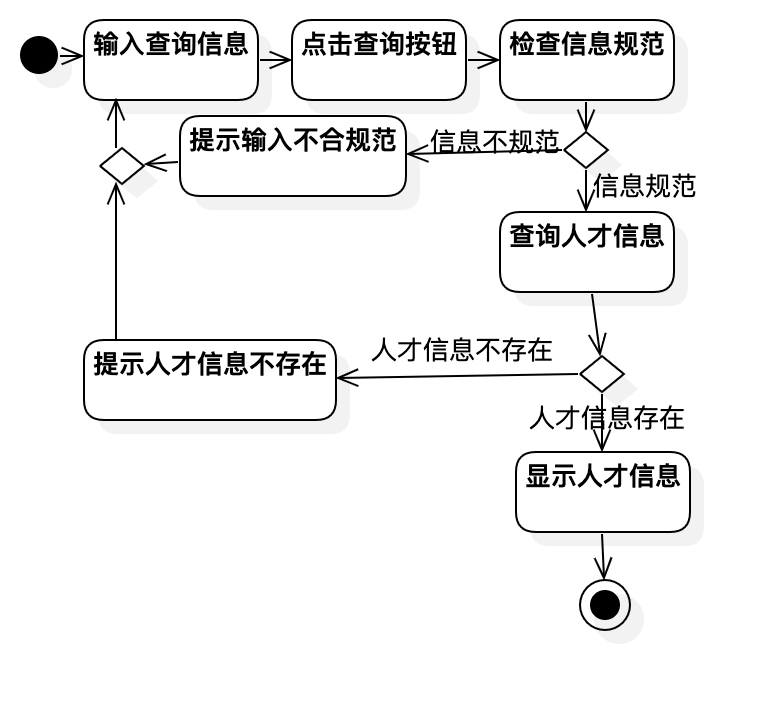 输入查询信息
点击查询按钮
检查信息规范
提示输入不合规范
信息不规范
信息规范
查询人才信息
人才信息不存在
提示人才信息不存在
人才信息存在
显示人才信息